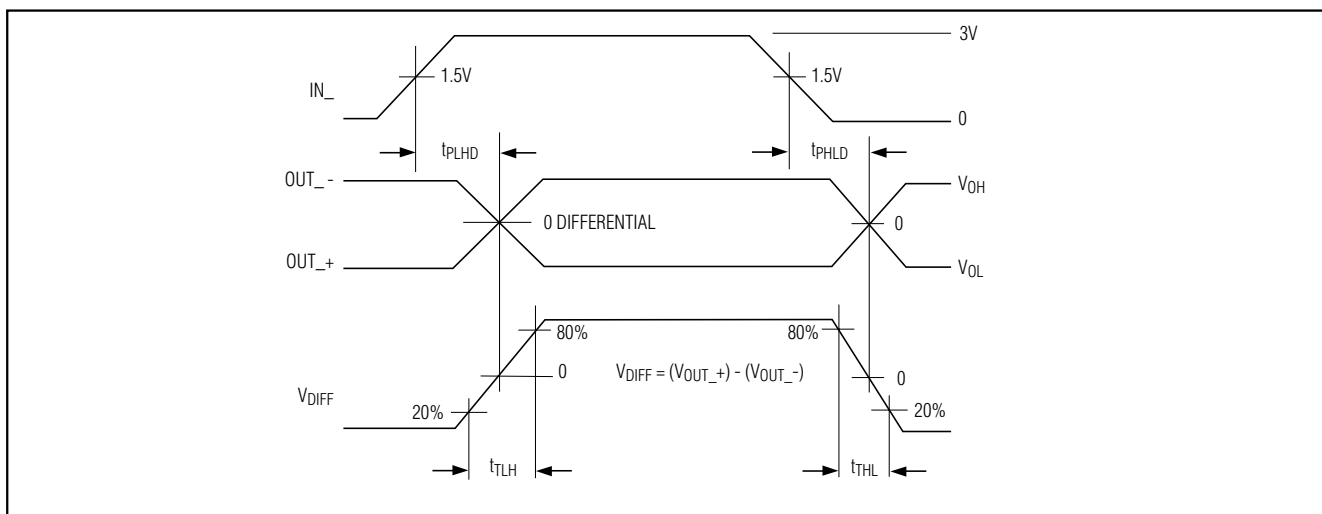 3V
1.5V
1.5V
IN_
0
tPLHD
tPHLD
OUT_ -
VOH
0 DIFFERENTIAL
0
OUT_+
VOL
80%
80%
0
VDIFF = (VOUT_+) - (VOUT_-)
0
VDIFF
20%
20%
tTLH
tTHL